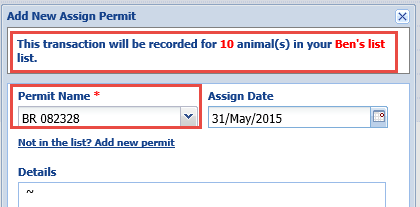 Add New Assign Permit
This transaction will be recorded for 10 animal(s) in your Ben's list
list.
Permit Name * Assign Date
BR 082328 31/May/2015
Not in the list? Add new permit
Details
~